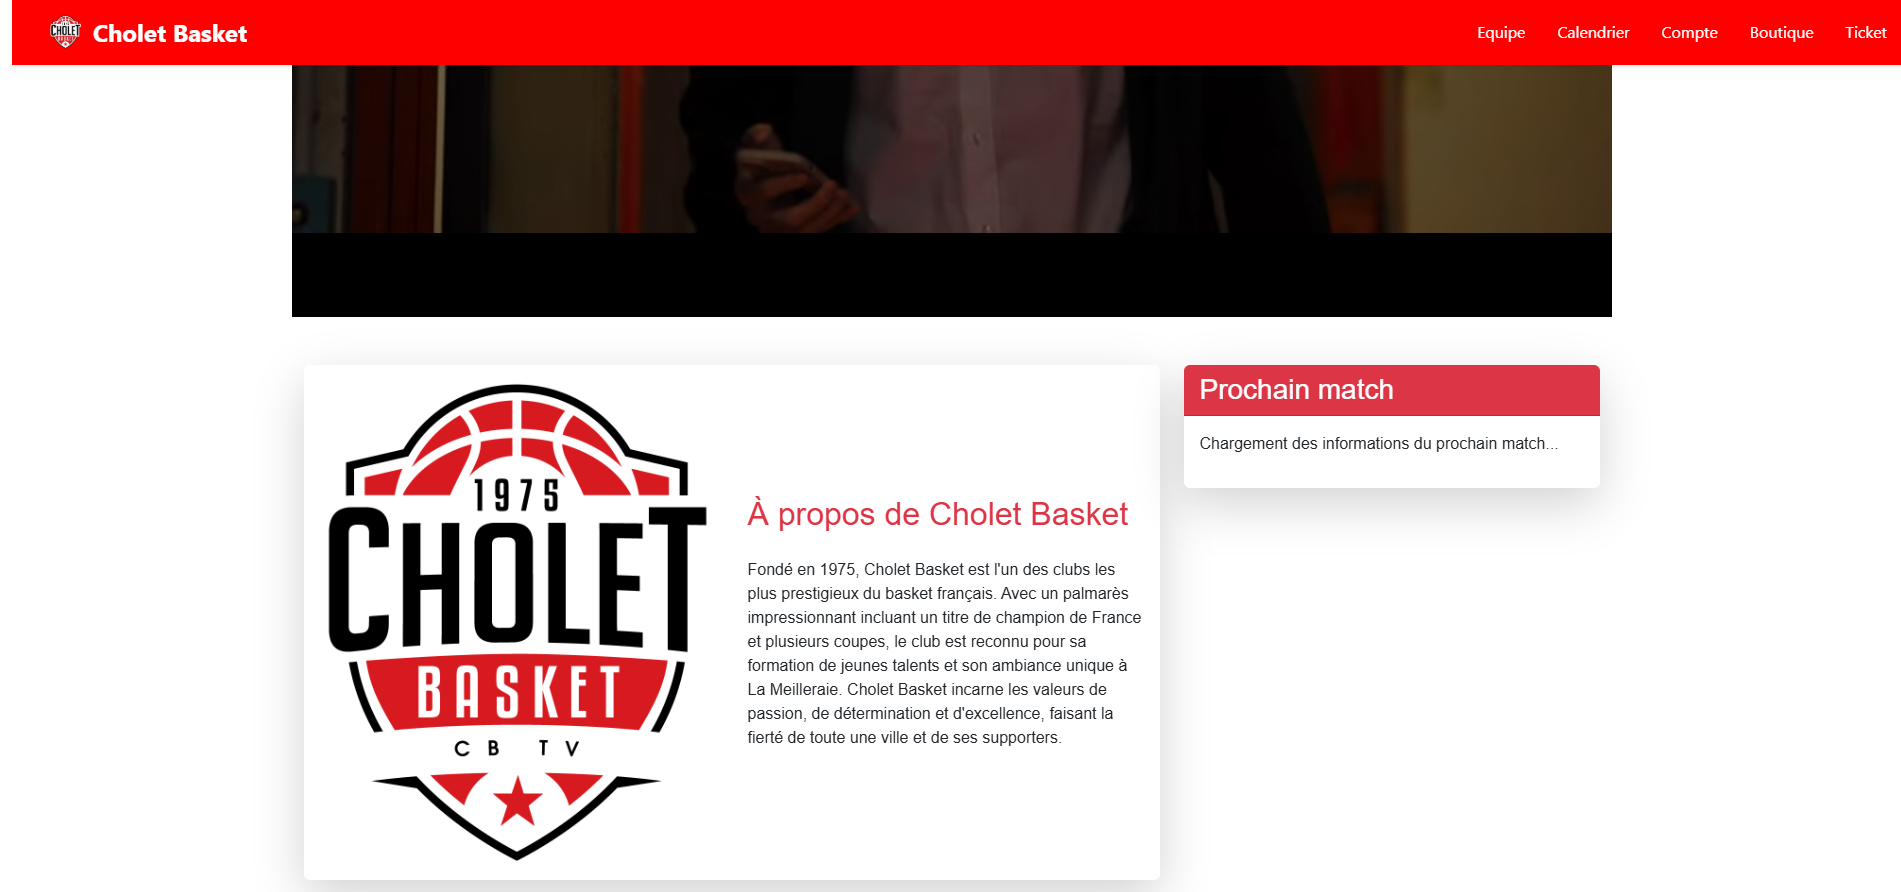 CHOLET
BASKET
Cholet Basket
Equipe
Calendrier
Compte
Boutique
Ticket
1975
CHOLET
BASKET
CB TV
À propos de Cholet Basket
Fondé en 1975, Cholet Basket est l'un des clubs les
plus prestigieux du basket français. Avec un palmarès
impressionnant incluant un titre de champion de France
et plusieurs coupes, le club est reconnu pour sa
formation de jeunes talents et son ambiance unique à
La Meilleraie. Cholet Basket incarne les valeurs de
passion, de détermination et d'excellence, faisant la
fierté de toute une ville et de ses supporters.
Prochain match
Chargement des informations du prochain match...